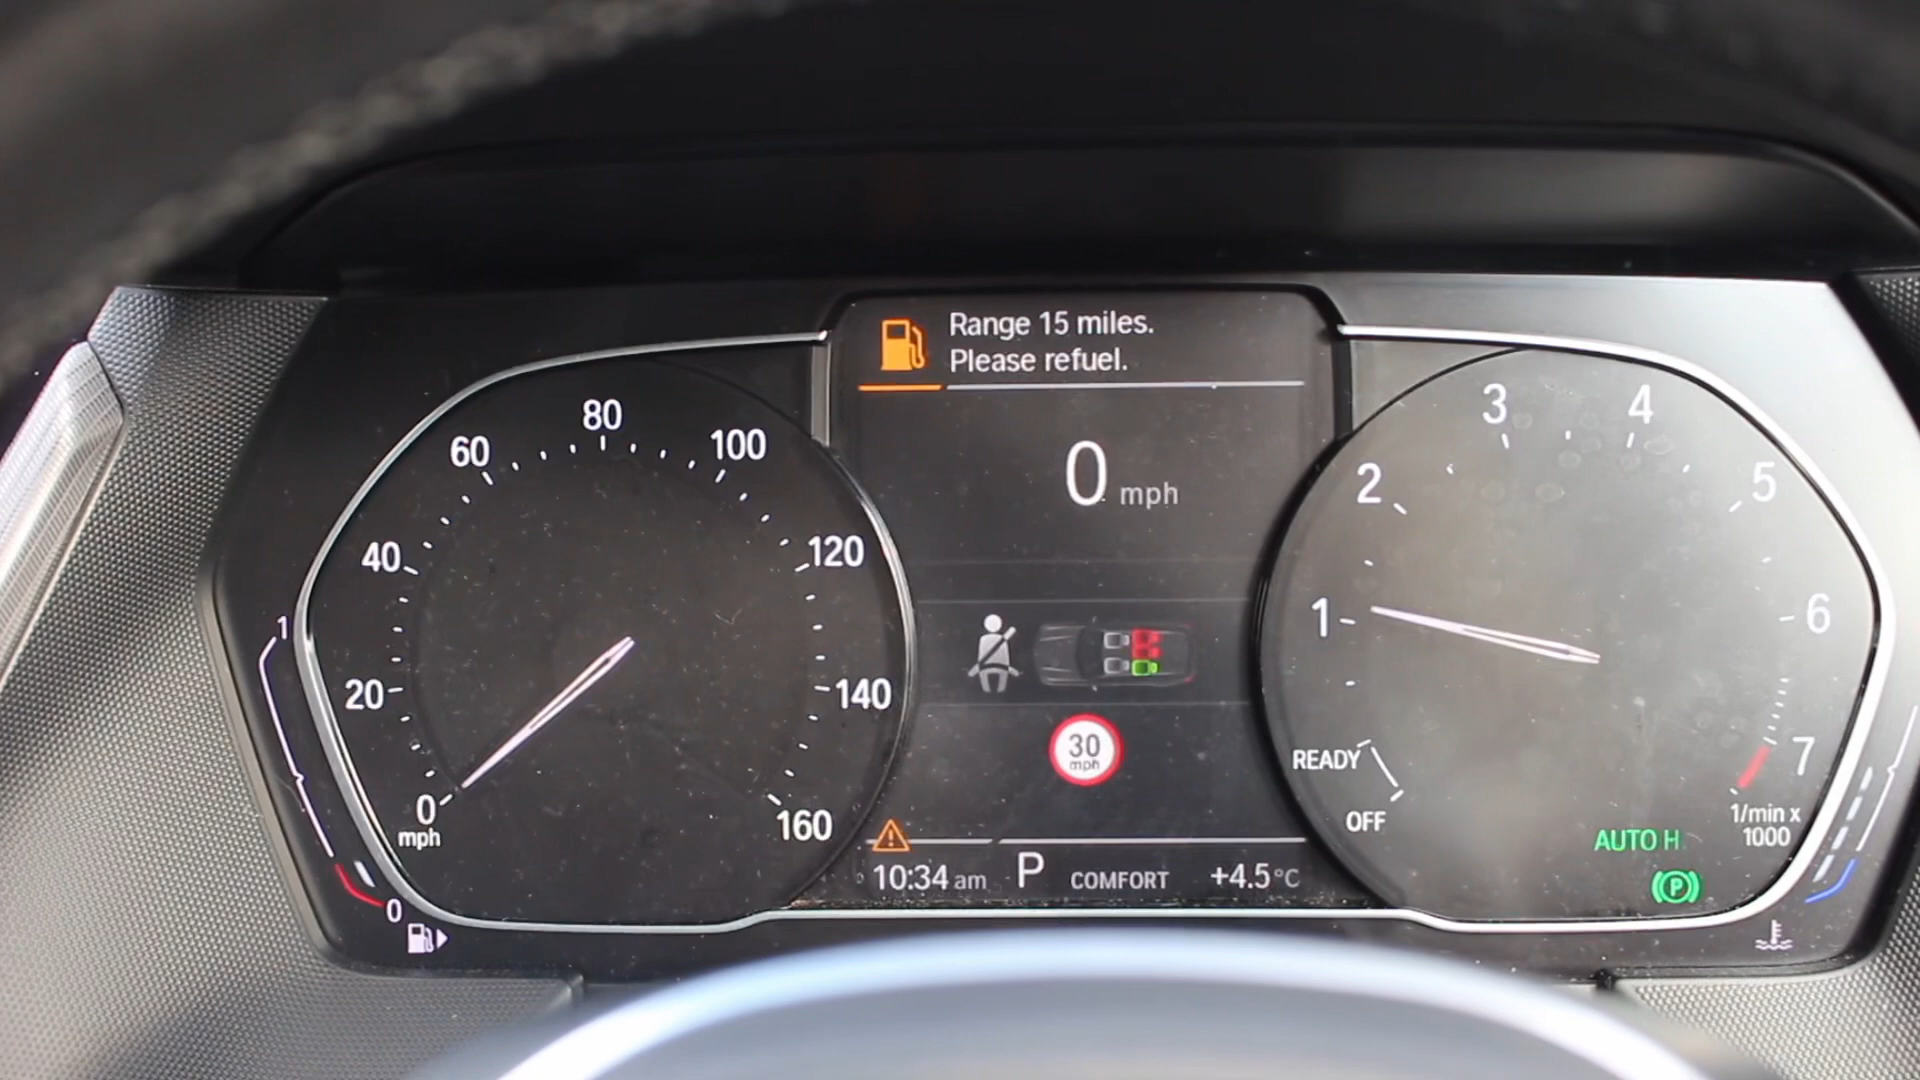 Range 15 miles.
Please refuel.
0 mph
0
20
40
60
80
100
120
140
160
mph
1
0
30
mph
10:34 am P COMFORT +4.5°C
1
2
3
4
5
6
7
READY
OFF
1/min x
1000
AUTO H
P